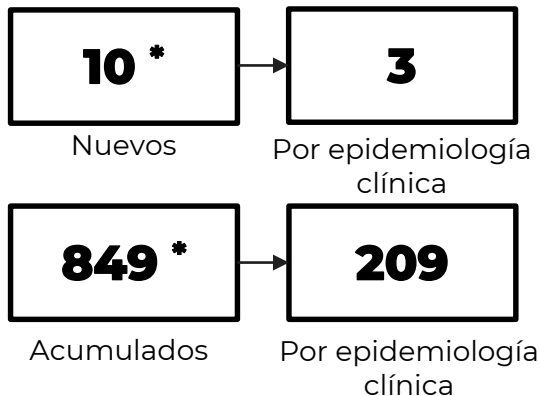 10 *
3
Nuevos
Por epidemiología
clínica
849 *
209
Acumulados
Por epidemiología
clínica